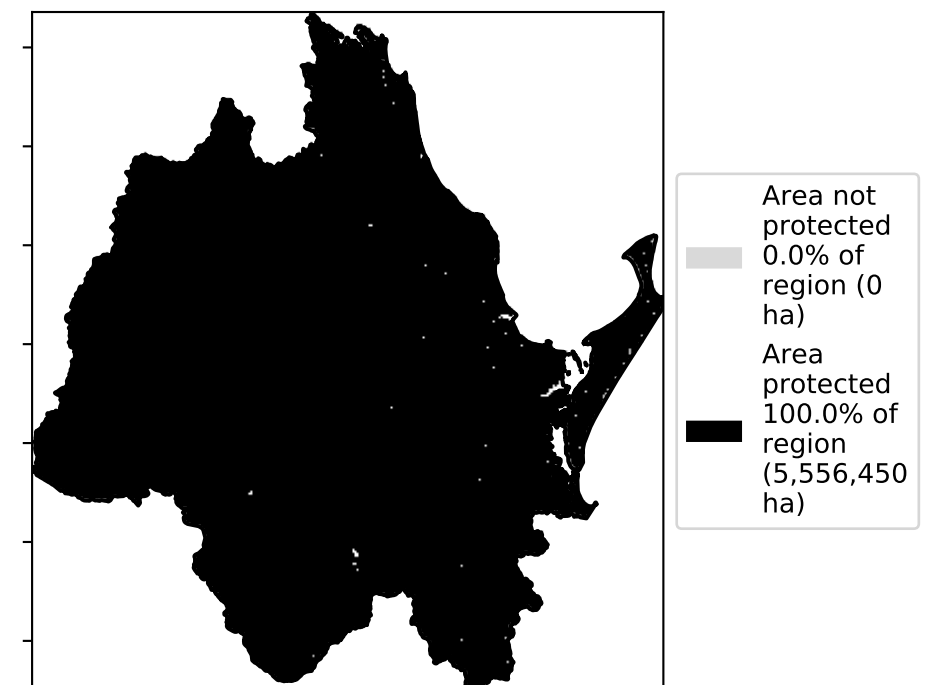 Area not
protected
0.0% of
region (0
ha)
Area
protected
100.0% of
region
(5,556,450
ha)